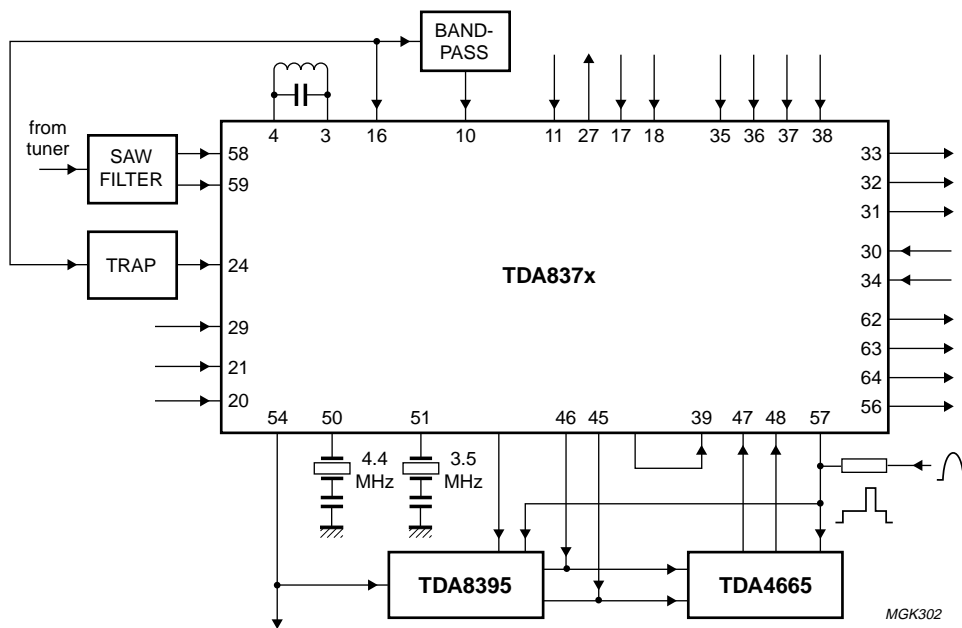 BAND-
PASS
4 3 16 10 11 27 17 18 35 36 37 38
from
tuner
SAW
FILTER
58
59
TRAP
24
TDA837x
33
32
31
30
34
29
21
20
62
63
64
56
54 50 51 46 45 39 47 48 57
4.4
MHz
3.5
MHz
TDA8395
TDA4665
MGK302